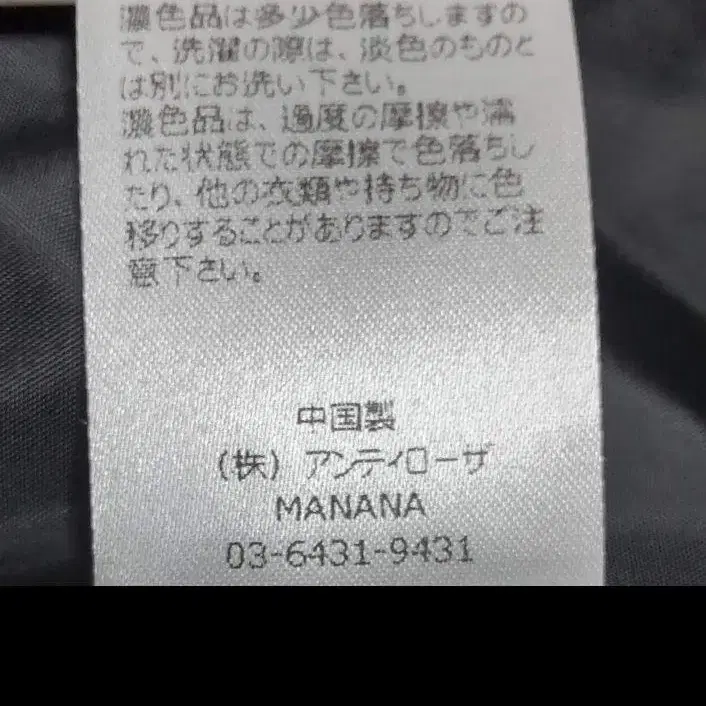 濃色品は多少色落ちしますの
で、洗濯の際は、淡色のものと
は別にお洗い下さい。
濃色品は、過度の摩擦や濡
れた状態での摩擦で色落ちし
たり、他の衣類や持ち物に色
移りすることがありますのでご注
意下さい。
中国製
(株) アンティローザ
MANANA
03-6431-9431